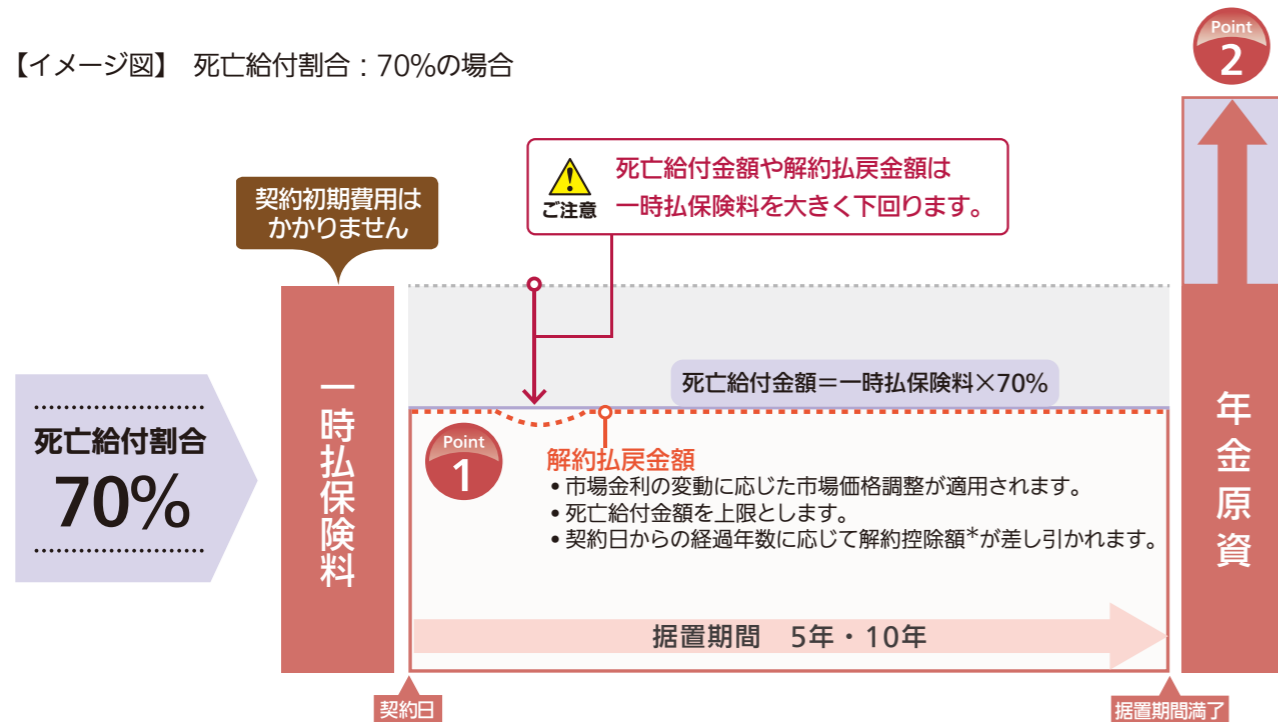 【イメージ図】 死亡給付割合：70%の場合
Point
2
ご注意
死亡給付金額や解約払戻金額は
一時払保険料を大きく下回ります。
契約初期費用は
かかりません
死亡給付割合
70%
一時払保険料
死亡給付金額＝一時払保険料×70%
Point
1
解約払戻金額
•市場金利の変動に応じた市場価格調整が適用されます。
•死亡給付金額を上限とします。
•契約日からの経過年数に応じて解約控除額*が差し引かれます。
据置期間 5年・10年
年金原資
契約日
据置期間満了